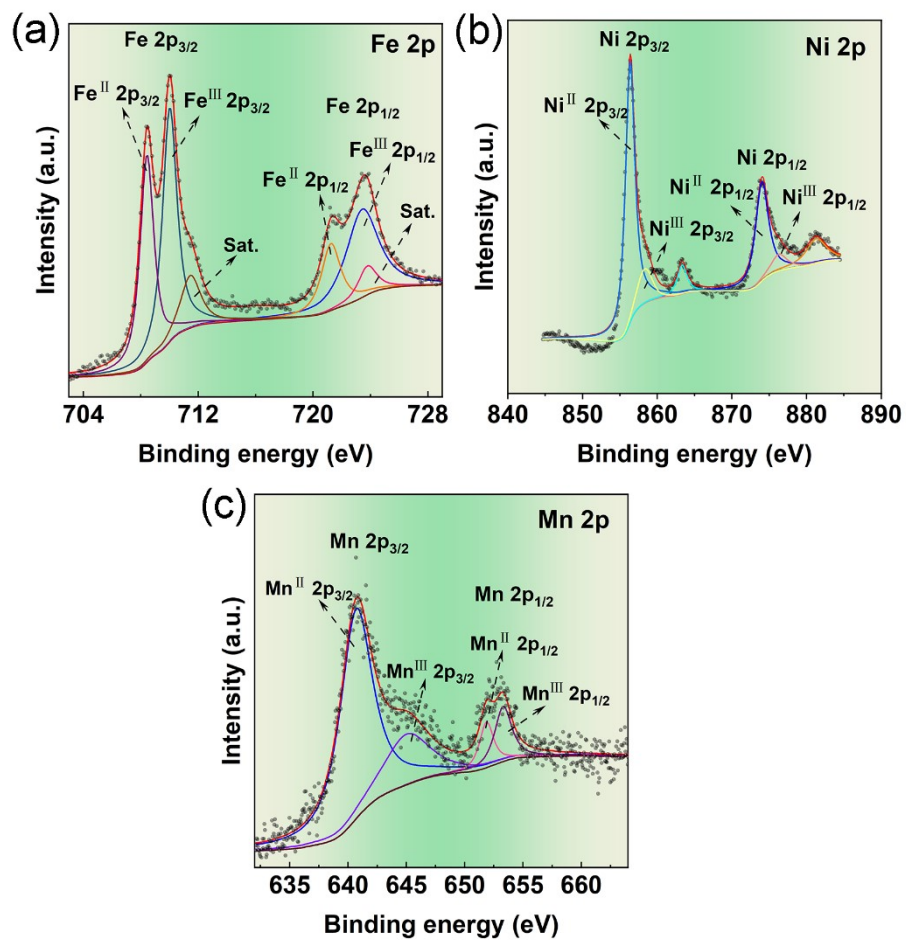 (a)
Fe 2p
Fe 2p3/2
FeII 2p3/2
FeIII 2p3/2
Fe 2p1/2
FeIII 2p1/2
FeII 2p1/2
Sat.
Sat.
Intensity (a.u.)
704 712 721 728
Binding energy (eV)
(b)
Ni 2p
Ni 2p3/2
NiII 2p3/2
Ni 2p1/2
NiII 2p1/2
NiIII 2p1/2
NiIII 2p3/2
Intensity (a.u.)
840 850 860 870 880 890
Binding energy (eV)
(c)
Mn 2p
Mn 2p3/2
MnII 2p3/2
Mn 2p1/2
MnII 2p1/2
MnIII 2p3/2
MnIII 2p1/2
Intensity (a.u.)
635 640 645 650 655 660
Binding energy (eV)